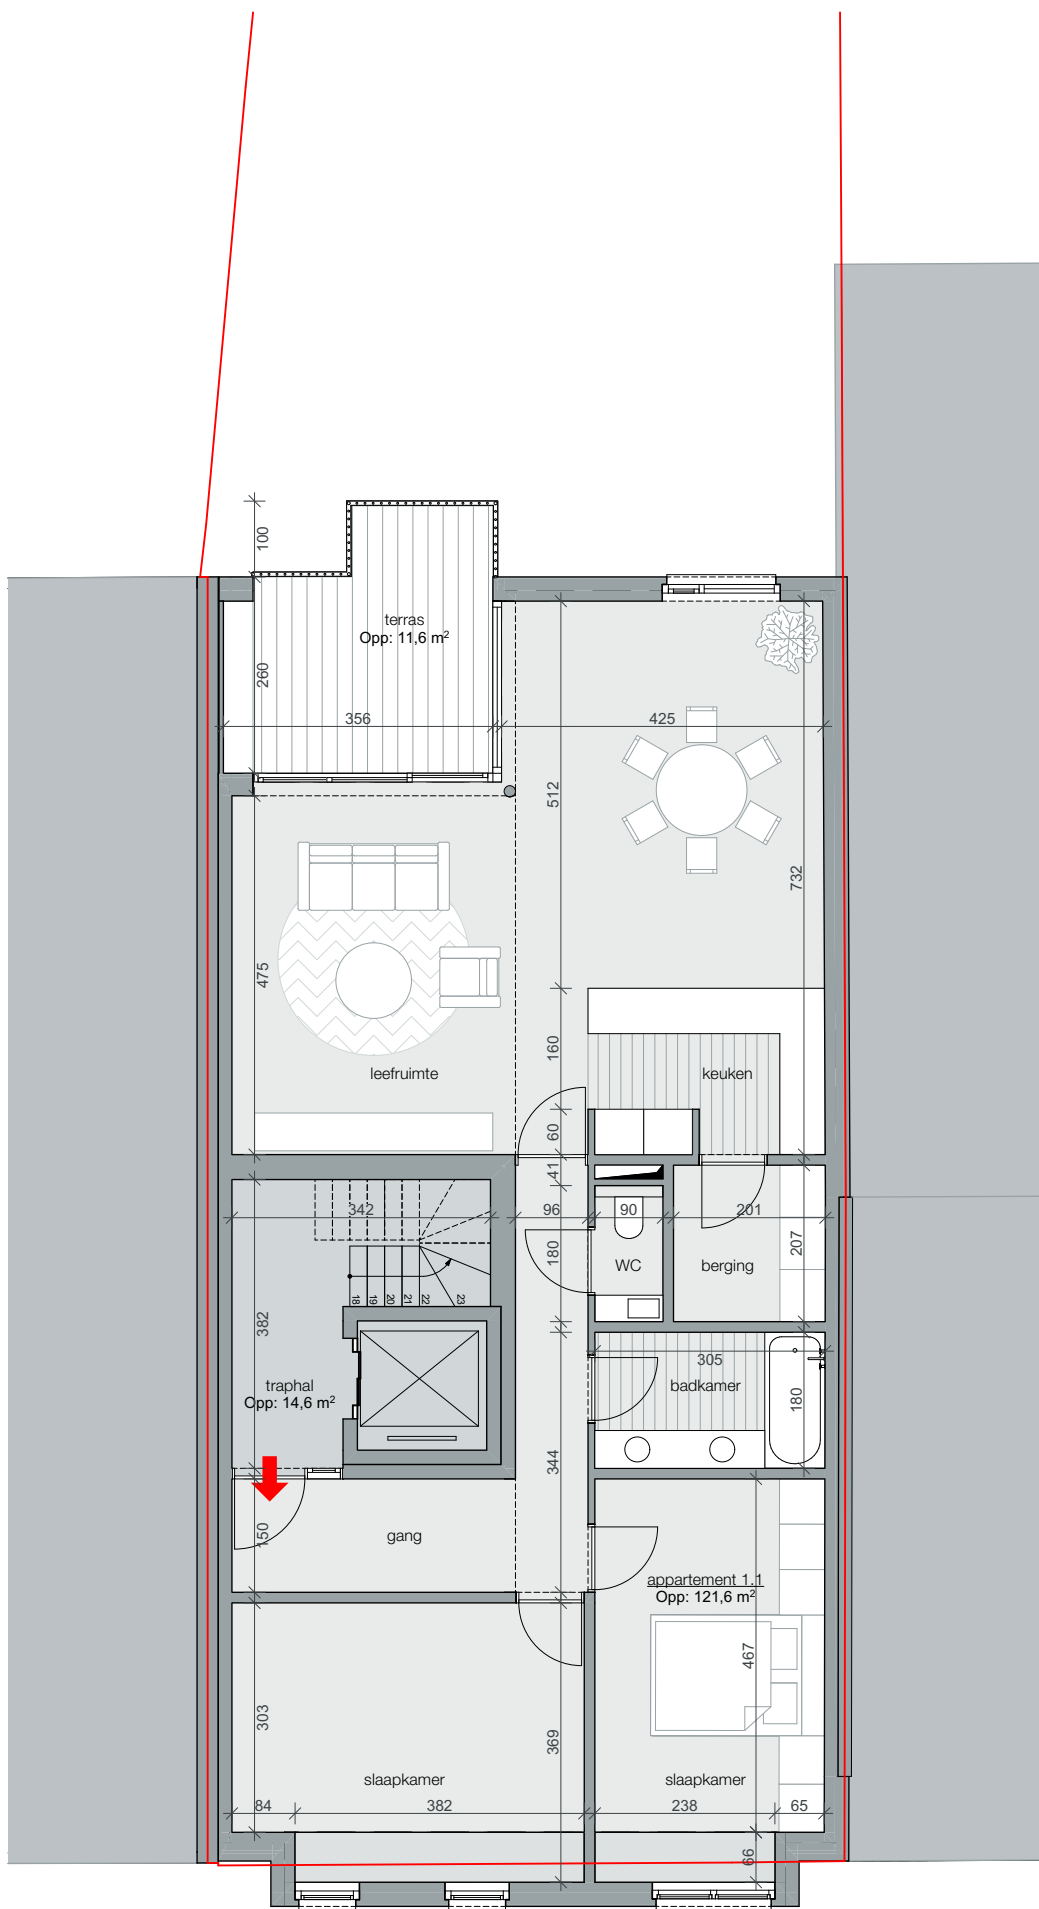 100
terras
Opp: 11,6 m²
260
356
425
512
732
475
160
leefruimte
keuken
60
41
342
96
90
201
180
207
WC
berging
18
19
20
21
22
23
382
305
traphal
Opp: 14,6 m²
badkamer
180
344
150
gang
appartement 1.1
Opp: 121,6 m²
467
303
369
slaapkamer
slaapkamer
84
382
238
65
66